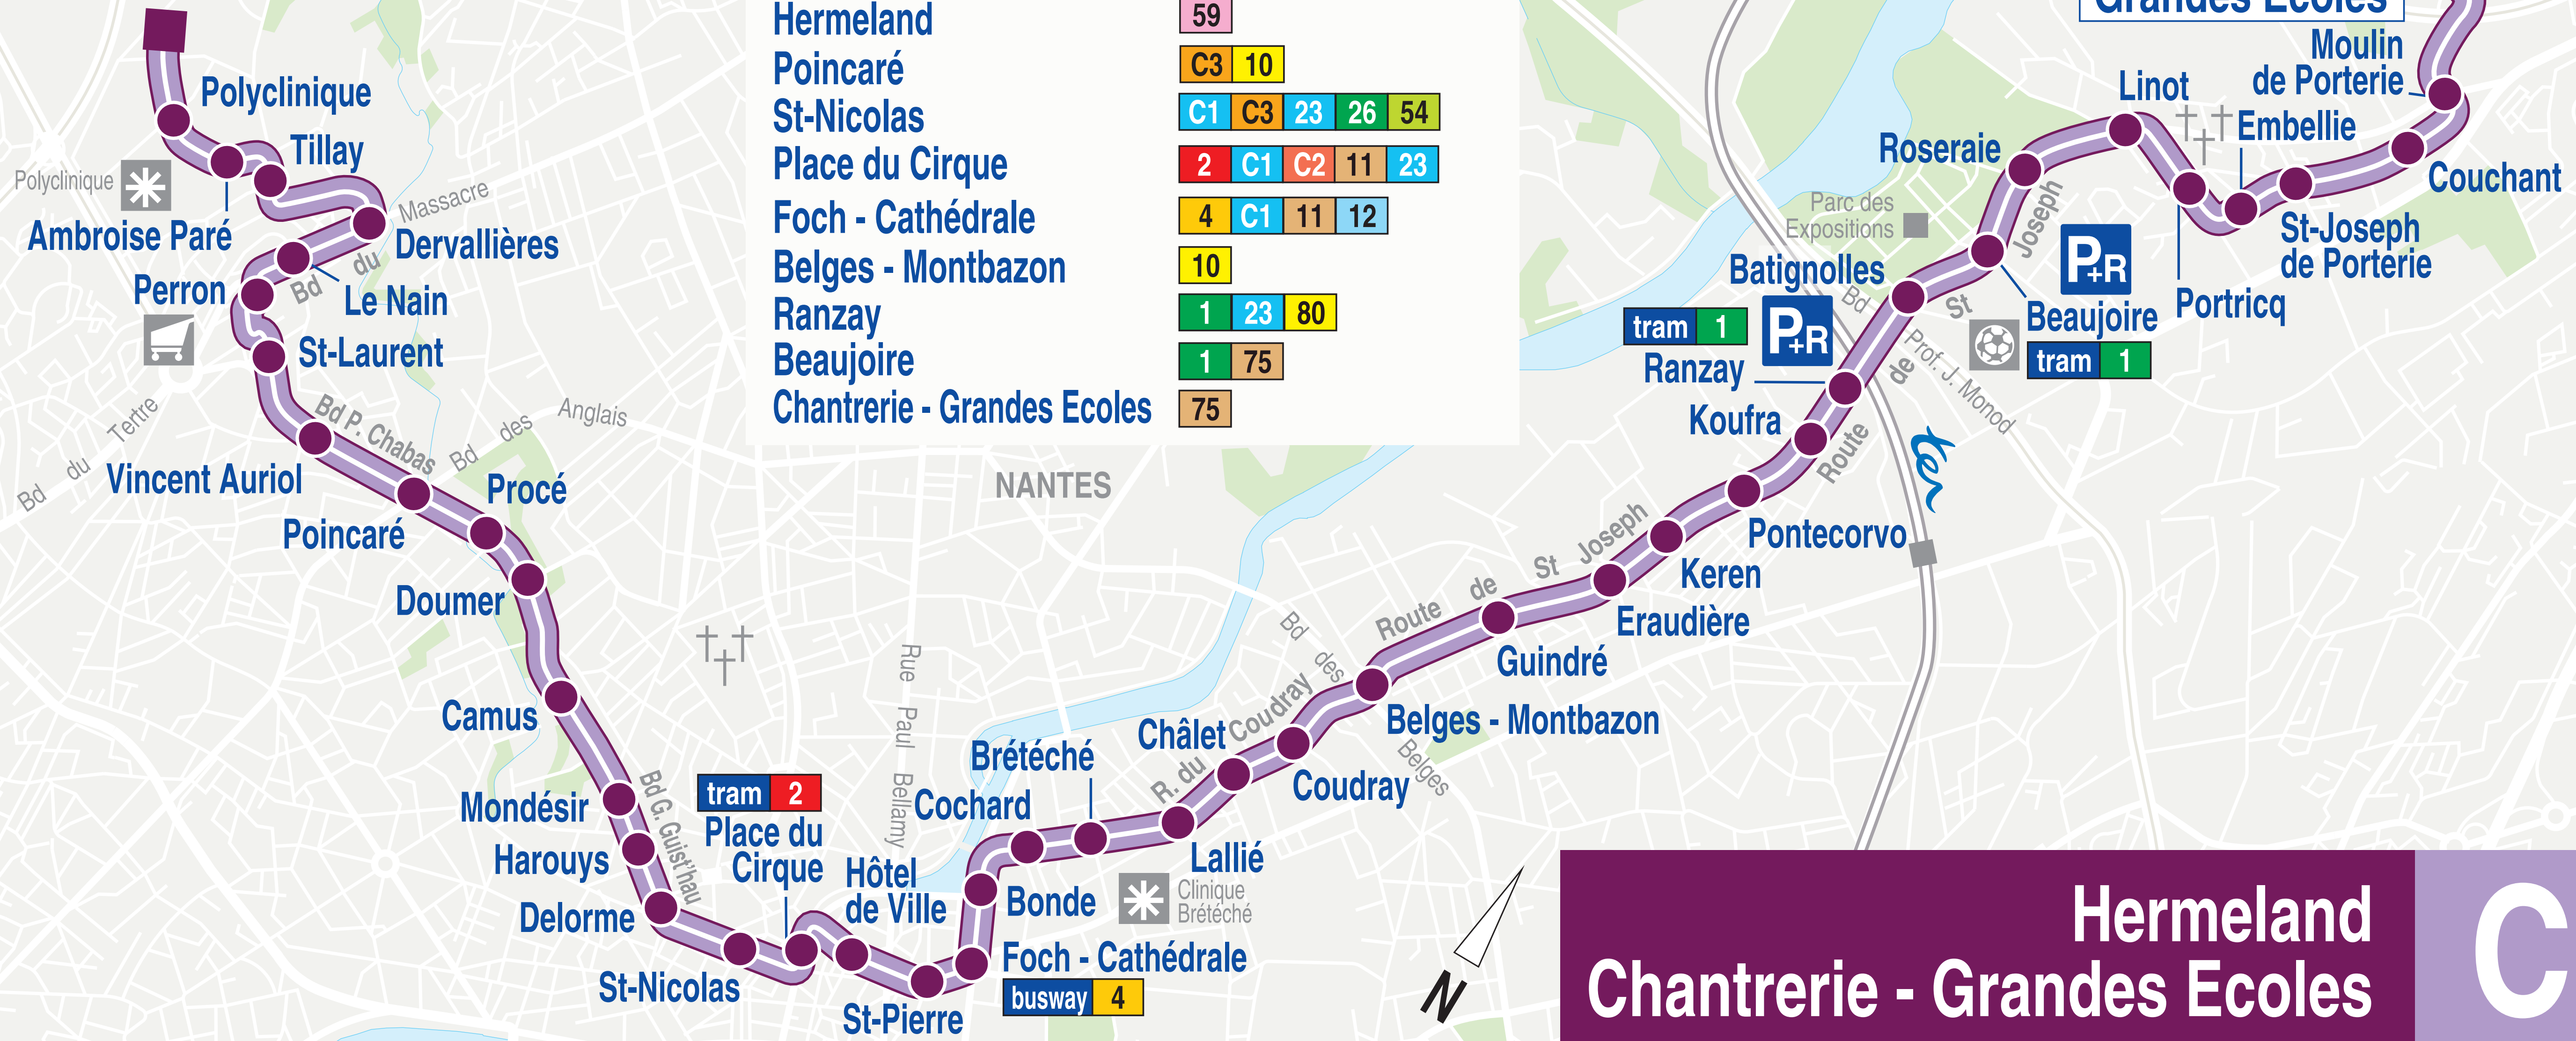 Hermeland 59
Poincaré C3 10
St-Nicolas C1 C3 23 26 54
Place du Cirque 2 C1 C2 11 23
Foch - Cathédrale 4 C1 11 12
Belges - Montbazon 10
Ranzay 1 23 80
Beaujoire 1 75
Chantrerie - Grandes Ecoles 75
Polyclinique
Tillay
Polyclinique
Ambroise Paré
Massacre
du
Bd
Dervallières
Le Nain
Perron
St-Laurent
Bd du Tertre
Bd P. Chabas
Bd des Anglais
Vincent Auriol
Poincaré
Procé
Doumer
Camus
Mondésir
Harouys
Bd G. Guist'hau
Delorme
St-Nicolas
tram 2
Place du
Cirque
Hôtel
de Ville
St-Pierre
Foch - Cathédrale
busway 4
Bonde
Cochard
Brétéché
Clinique
Brétéché
Lallié
Châlet
R. du Coudray
Coudray
Rue Paul Bellamy
NANTES
Bd des
Belges
Belges - Montbazon
Route de St Joseph
Guindré
Eraudière
Keren
Pontecorvo
Koufra
tram 1
P+R
Ranzay
Batignolles
Route de St Joseph
Bd Prof. J. Monod
Ter
Parc des
Expositions
P+R
Beaujoire
tram 1
Roseraie
Linot
Portricq
Embellie
St-Joseph
de Porterie
Couchant
Moulin
de Porterie
Grandes Ecoles
N
Hermeland
Chantrerie - Grandes Ecoles
C